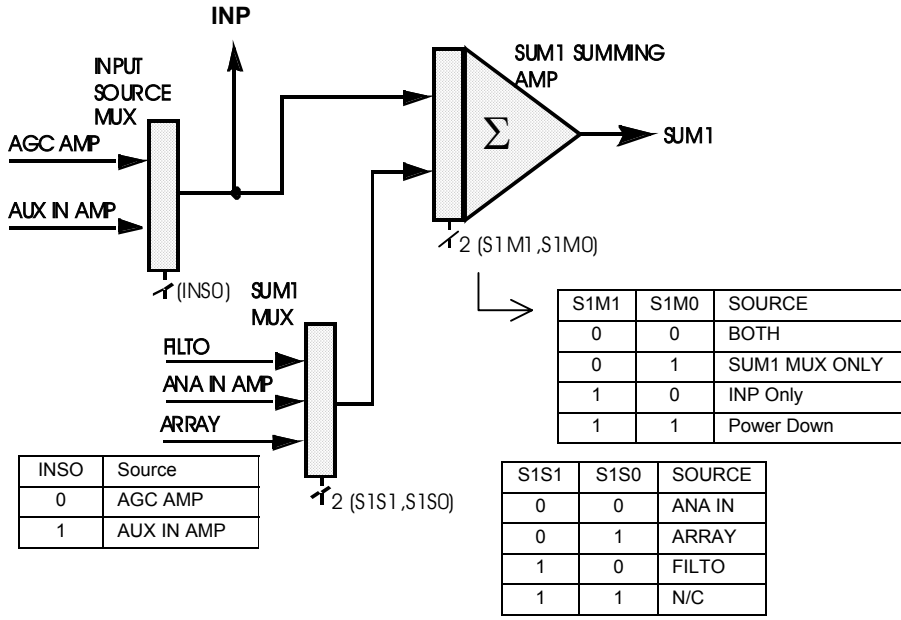 INP
INPUT
SOURCE
MUX
SUM1 SUMMING
AMP
AGC AMP
Σ
SUM1
AUX IN AMP
2 (S1M1,S1M0)
(INS0)
SUM1
MUX
FILTO
ANA IN AMP
ARRAY
2 (S1S1,S1S0)
S1M1 S1M0 SOURCE
0 0 BOTH
0 1 SUM1 MUX ONLY
1 0 INP Only
1 1 Power Down
INSO Source
0 AGC AMP
1 AUX IN AMP
S1S1 S1S0 SOURCE
0 0 ANA IN
0 1 ARRAY
1 0 FILTO
1 1 N/C